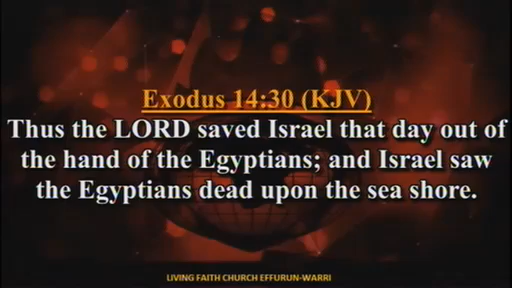 Exodus 14:30 (KJV)
Thus the LORD saved Israel that day out of
the hand of the Egyptians; and Israel saw
the Egyptians dead upon the sea shore.
LIVING FAITH CHURCH EFFURUN-WARRI